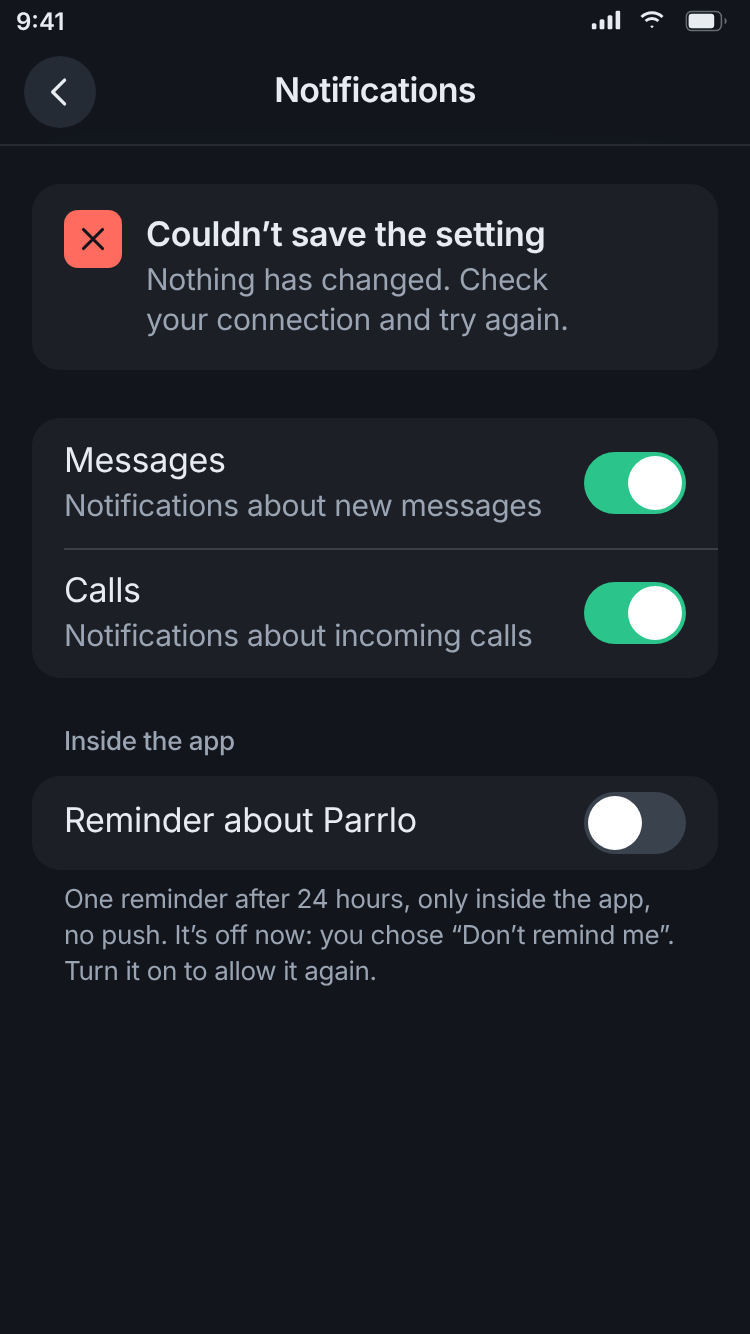 9:41
Notifications
Couldn’t save the setting
Nothing has changed. Check
your connection and try again.
Messages
Notifications about new messages
Calls
Notifications about incoming calls
Inside the app
Reminder about Parrlo
One reminder after 24 hours, only inside the app,
no push. It’s off now: you chose “Don’t remind me”.
Turn it on to allow it again.